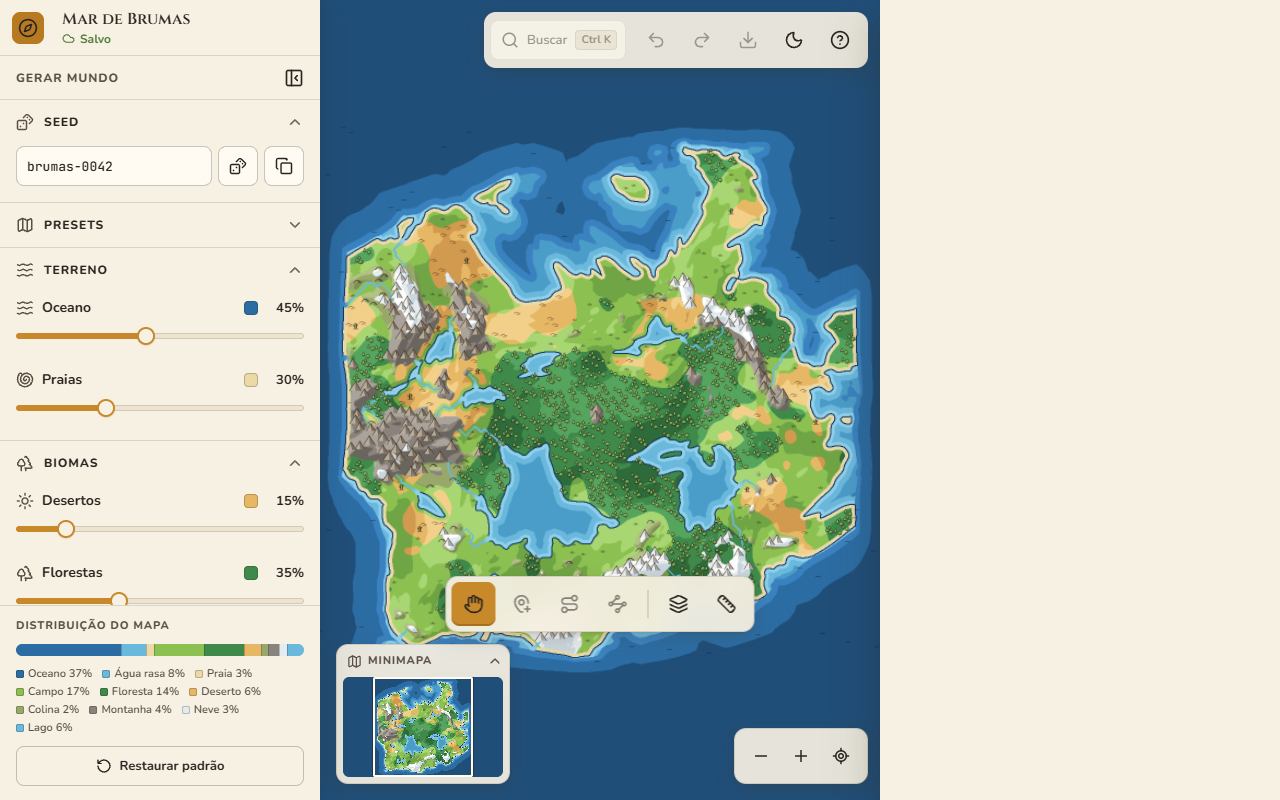 Mar de Brumas
Salvo
GERAR MUNDO
SEED
brumas-0042
PRESETS
TERRENO
Oceano 45%
Praias 30%
BIOMAS
Desertos 15%
Florestas 35%
DISTRIBUIÇÃO DO MAPA
Oceano 37% Água rasa 8% Praia 3%
Campo 17% Floresta 14% Deserto 6%
Colina 2% Montanha 4% Neve 3%
Lago 6%
Restaurar padrão
Buscar Ctrl K
MINIMAPA